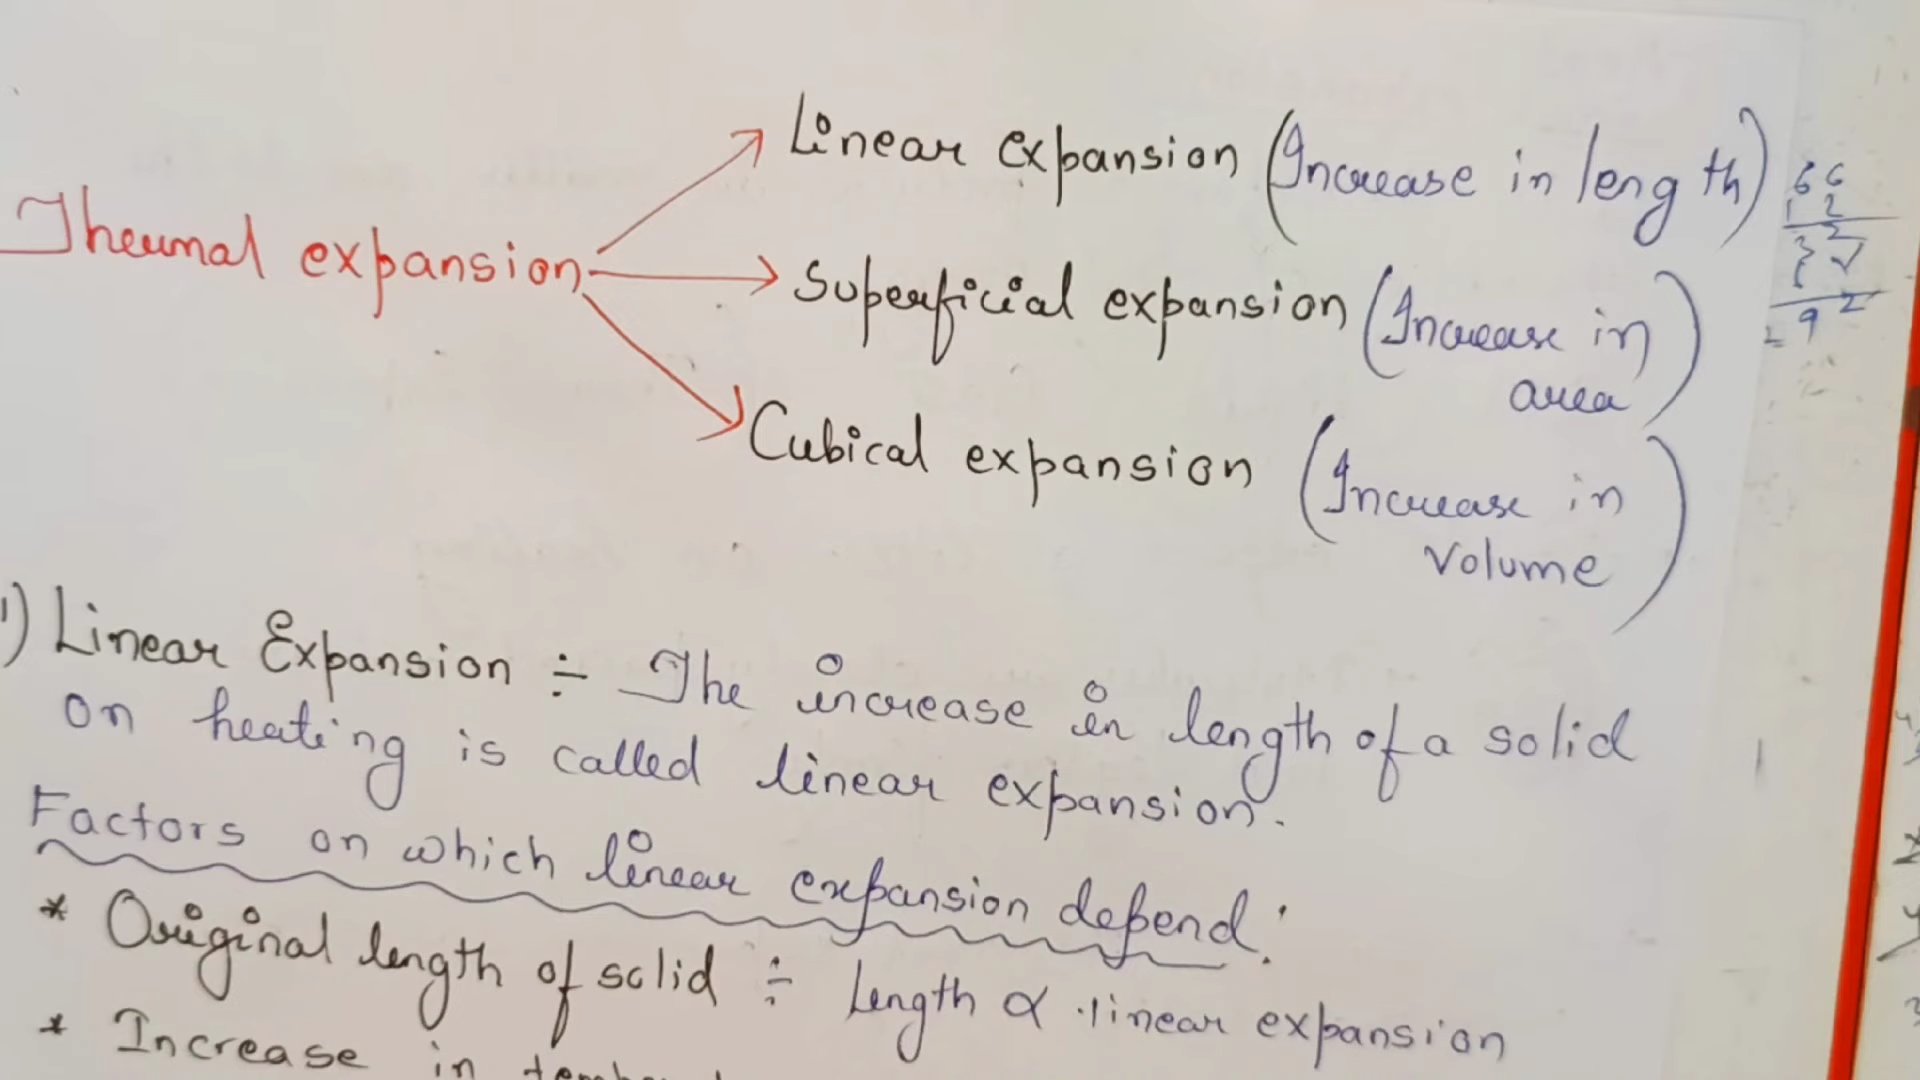 Thermal expansion
Linear expansion (Increase in length)
Superficial expansion (Increase in
area)
Cubical expansion (Increase in
volume)
1) Linear Expansion ÷ The increase in length of a solid
on heating is called linear expansion.
Factors on which linear expansion depend:
* Original length of solid ÷ Length α linear expansion
* Increase in